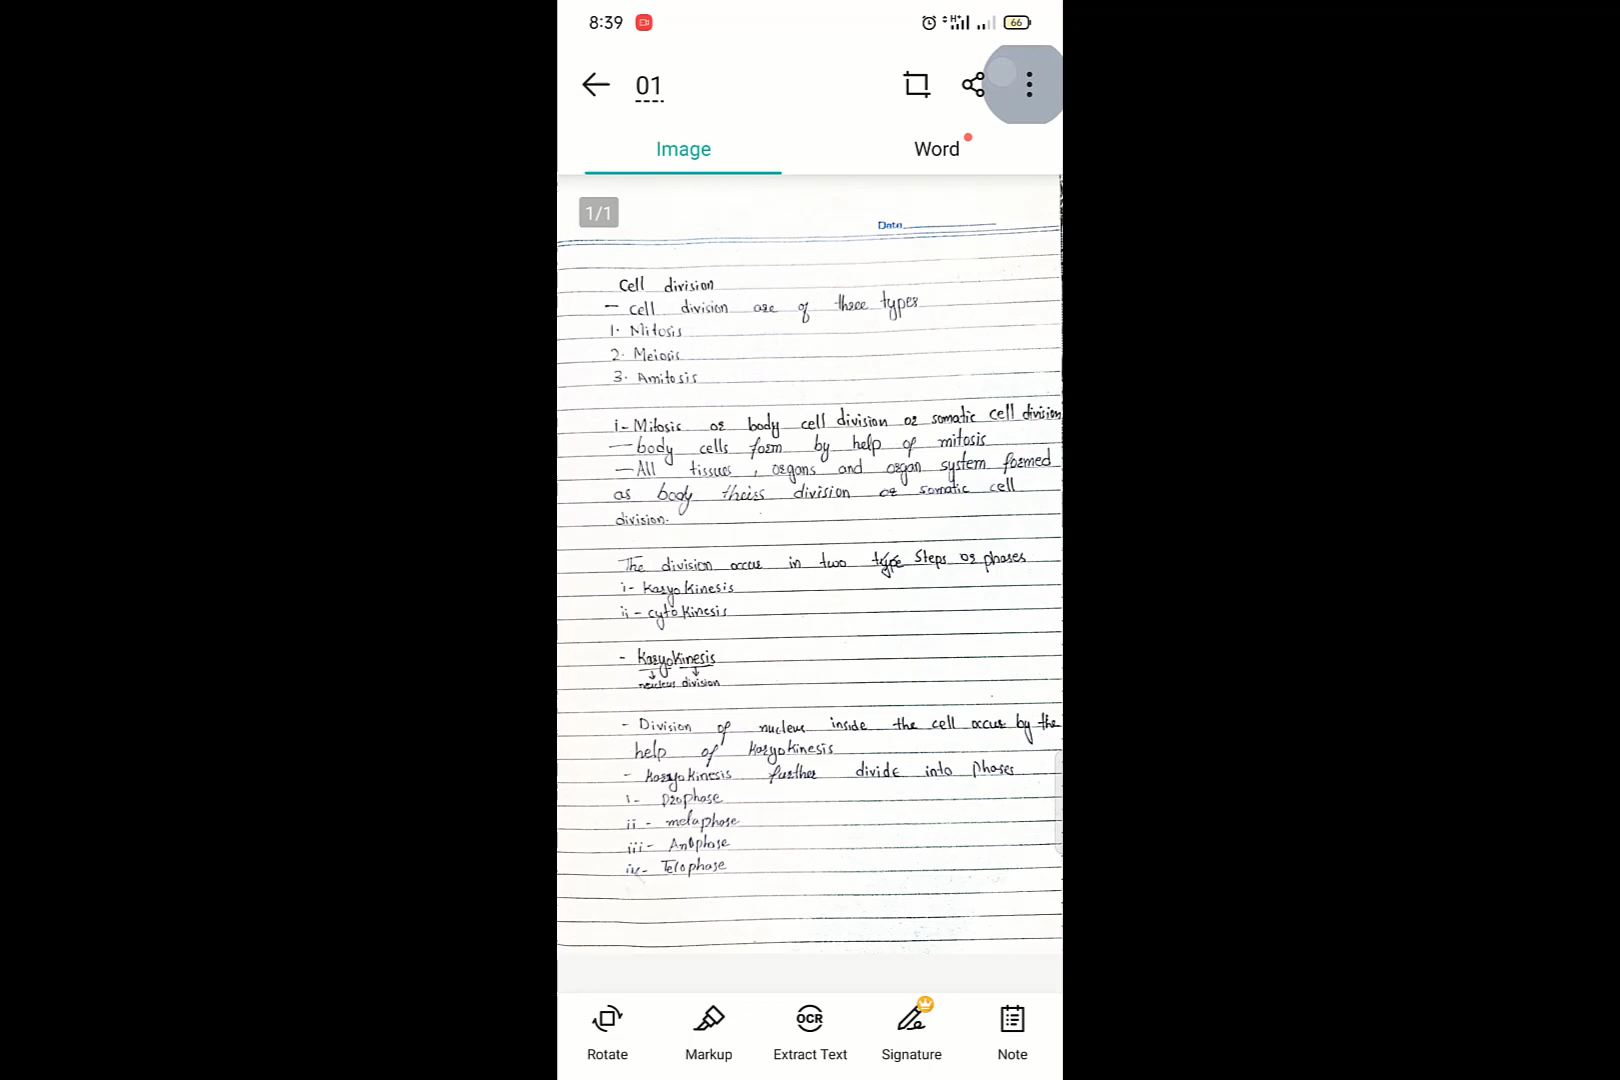 8:39
66
01
Image
Word
1/1
Date
Cell division
— Cell division are of three types
1. Mitosis
2. Meiosis
3. Amitosis
i- Mitosis or body cell division or somatic cell division
— body cells form by help of mitosis
— All tissues, organs and organ system formed
as body division or somatic cell
division.
The division occur in two type steps or phases
i- Karyokinesis
ii- cytokinesis
- Karyokinesis
nucleus division
- Division of nucleus inside the cell occur by the
help of Karyokinesis
- Karyokinesis further divide into phases
i- prophase
ii- metaphase
iii- Anaphase
iv- Telophase
Rotate
Markup
OCR
Extract Text
Signature
Note